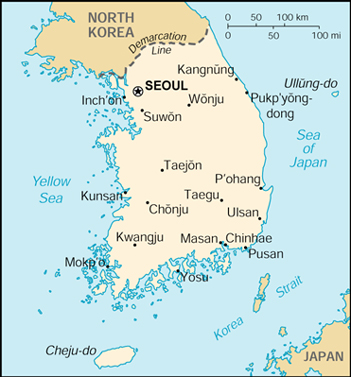 NORTH
KOREA
Demarcation
Line
0 50 100 km
0 50 100 mi
Kangnŭng
Ullŭng-do
SEOUL
Inch'ŏn
Wŏnju
Pukp'yŏng-
dong
Suwŏn
Sea
of
Japan
Taejŏn
P'ohang
Yellow
Sea
Kunsan
Taegu
Chŏnju
Ulsan
Kwangju
Masan
Chinhae
Pusan
Mokp'o
Yŏsu
Korea Strait
Cheju-do
JAPAN